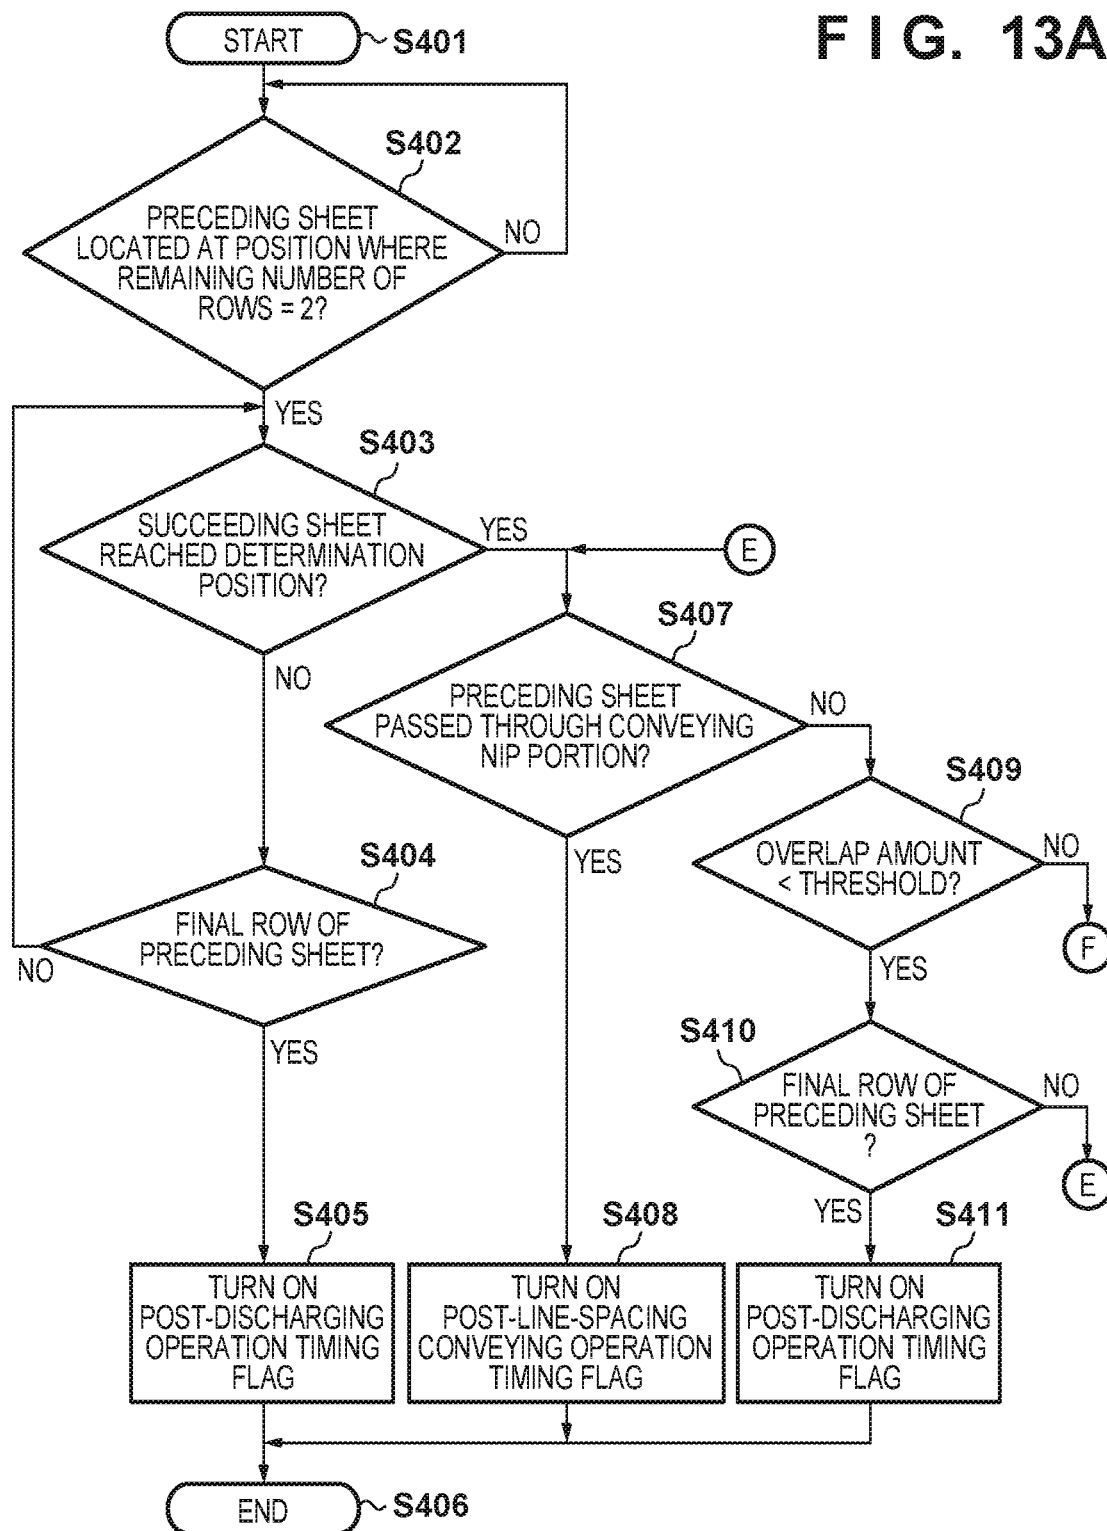 FIG. 13A
START
S401
S402
PRECEDING SHEET
LOCATED AT POSITION WHERE
REMAINING NUMBER OF
ROWS = 2?
NO
YES
S403
SUCCEEDING SHEET
REACHED DETERMINATION
POSITION?
YES
E
NO
S407
PRECEDING SHEET
PASSED THROUGH CONVEYING
NIP PORTION?
NO
YES
S409
OVERLAP AMOUNT
< THRESHOLD?
NO
F
YES
S404
FINAL ROW OF
PRECEDING SHEET?
NO
YES
S410
FINAL ROW OF
PRECEDING SHEET
?
NO
E
YES
S405
TURN ON
POST-DISCHARGING
OPERATION TIMING
FLAG
S408
TURN ON
POST-LINE-SPACING
CONVEYING OPERATION
TIMING FLAG
S411
TURN ON
POST-DISCHARGING
OPERATION TIMING
FLAG
END
S406